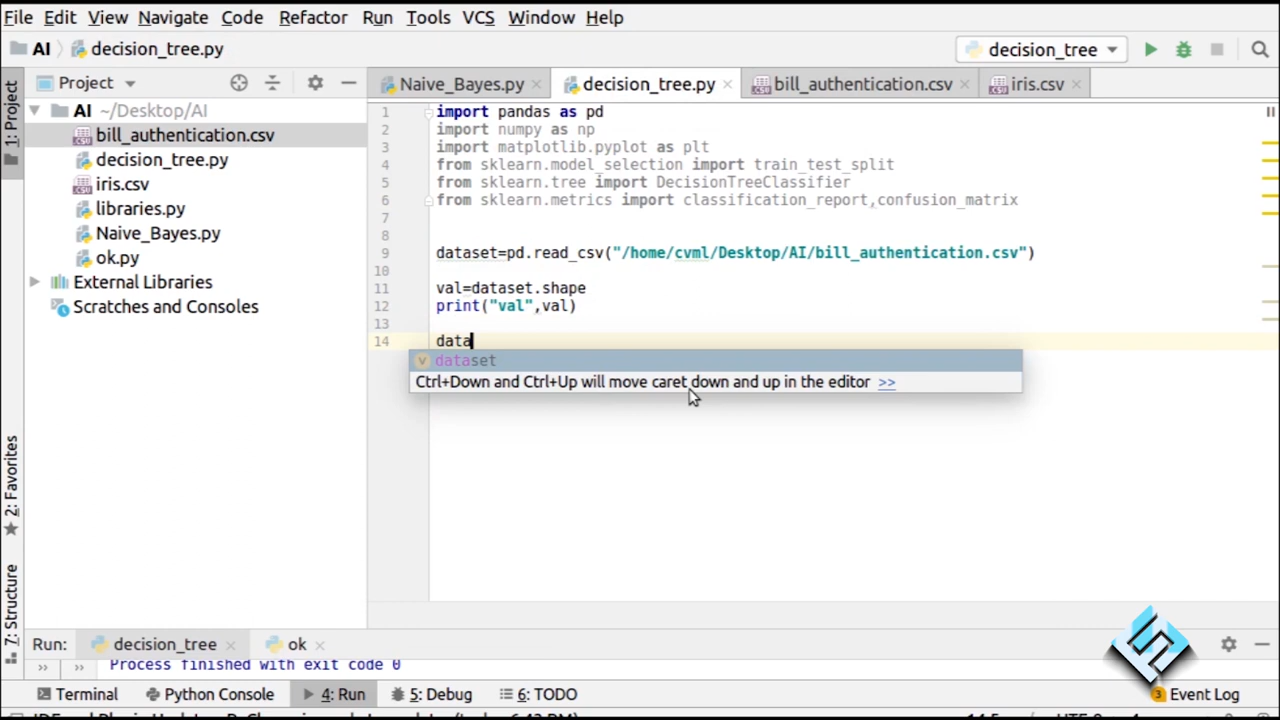 File Edit View Navigate Code Refactor Run Tools VCS Window Help
AI decision_tree.py decision_tree
1: Project
Project
Naive_Bayes.py decision_tree.py bill_authentication.csv iris.csv
AI ~/Desktop/AI
bill_authentication.csv
decision_tree.py
iris.csv
libraries.py
Naive_Bayes.py
ok.py
External Libraries
Scratches and Consoles
1 import pandas as pd
2 import numpy as np
3 import matplotlib.pyplot as plt
4 from sklearn.model_selection import train_test_split
5 from sklearn.tree import DecisionTreeClassifier
6 from sklearn.metrics import classification_report,confusion_matrix
7
8
9 dataset=pd.read_csv("/home/cvml/Desktop/AI/bill_authentication.csv")
10
11 val=dataset.shape
12 print("val",val)
13
14 data
v dataset
Ctrl+Down and Ctrl+Up will move caret down and up in the editor >>
2: Favorites
7: Structure
Run: decision_tree ok
Process finished with exit code 0
Terminal Python Console 4: Run 5: Debug 6: TODO 3 Event Log